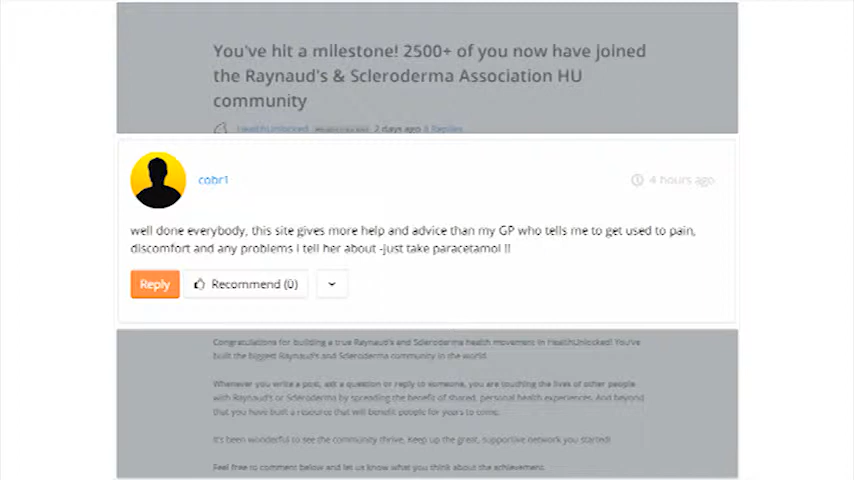 You've hit a milestone! 2500+ of you now have joined
the Raynaud's & Scleroderma Association HU
community
HealthUnlocked 2 days ago 8 Replies
cobr1
4 hours ago
well done everybody, this site gives more help and advice than my GP who tells me to get used to pain,
discomfort and any problems i tell her about -just take paracetamol !!
Reply
Recommend (0)
Congratulations for building a true Raynaud's and Scleroderma health movement in HealthUnlocked! You've
built the biggest Raynaud's and Scleroderma community in the world.
Whenever you write a post, ask a question or reply to someone, you are touching the lives of other people
with Raynaud's or Scleroderma by spreading the benefit of shared, personal health experiences. And beyond
that you have built a resource that will benefit people for years to come.
It's been wonderful to see the community thrive. Keep up the great, supportive network you started!
Feel free to comment below and let us know what you think about the achievement.